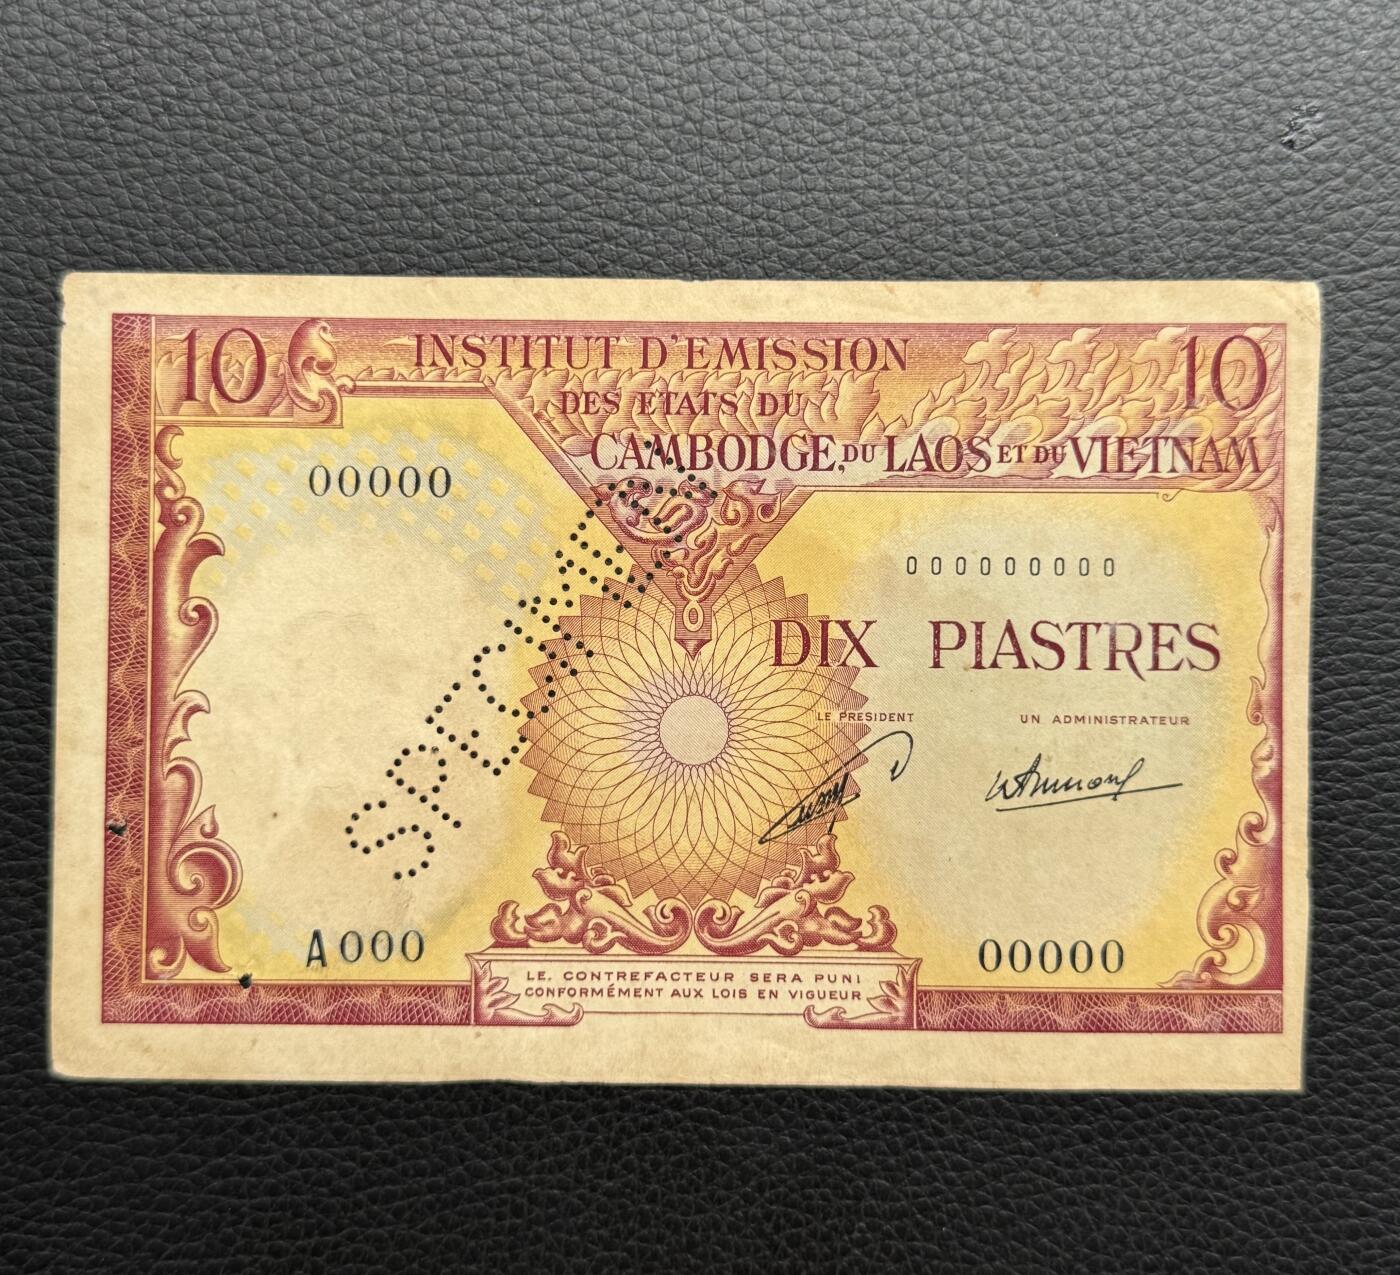 10
INSTITUT D'EMISSION
10
DES ETATS DU
CAMBODGE, DU LAOS ET DU VIETNAM
00000
000000000
SPECIMEN
DIX PIASTRES
LE PRESIDENT
UN ADMINISTRATEUR
A000
00000
LE CONTREFACTEUR SERA PUNI
CONFORMÉMENT AUX LOIS EN VIGUEUR